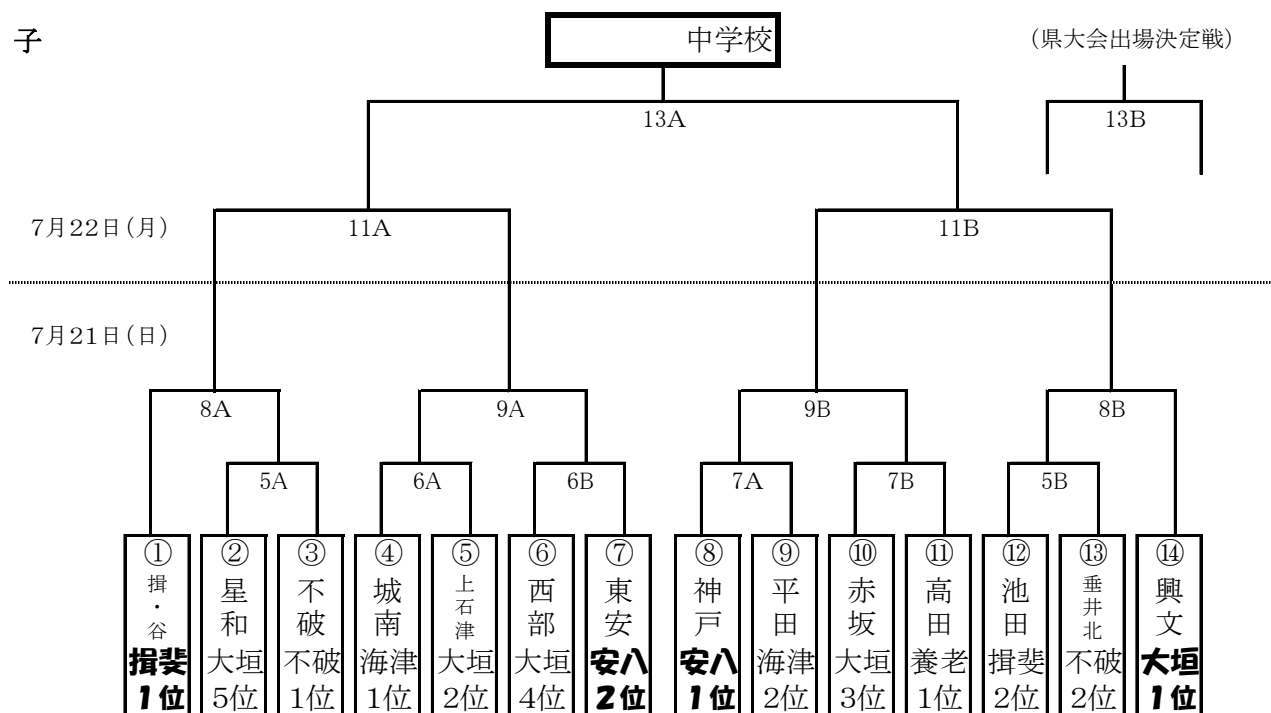 子
中学校
(県大会出場決定戦)
13A
13B
7月22日(月)
11A
11B
7月21日(日)
8A
9A
9B
8B
5A
6A
6B
7A
7B
5B
① 揖・谷 揖斐 1位
② 星和 大垣 5位
③ 不破 不破 1位
④ 城南 海津 1位
⑤ 上石津 大垣 2位
⑥ 西部 大垣 4位
⑦ 東安 安八 2位
⑧ 神戸 安八 1位
⑨ 平田 海津 2位
⑩ 赤坂 大垣 3位
⑪ 高田 養老 1位
⑫ 池田 揖斐 2位
⑬ 垂井北 不破 2位
⑭ 興文 大垣 1位